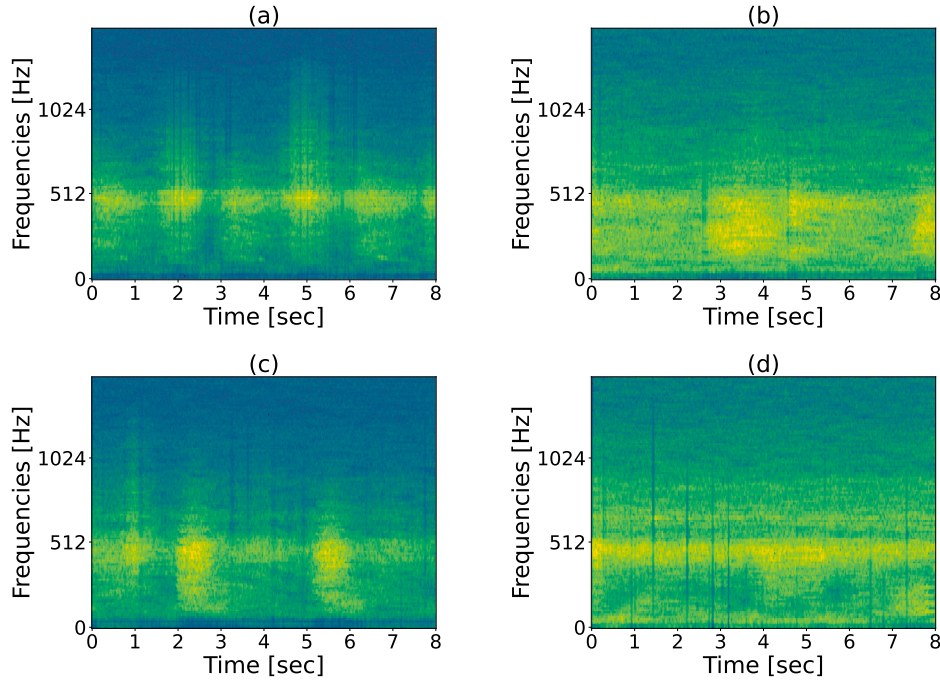 (a)
Frequencies [Hz]
1024
512
0
0 1 2 3 4 5 6 7 8
Time [sec]
(b)
Frequencies [Hz]
1024
512
0
0 1 2 3 4 5 6 7 8
Time [sec]
(c)
Frequencies [Hz]
1024
512
0
0 1 2 3 4 5 6 7 8
Time [sec]
(d)
Frequencies [Hz]
1024
512
0
0 1 2 3 4 5 6 7 8
Time [sec]